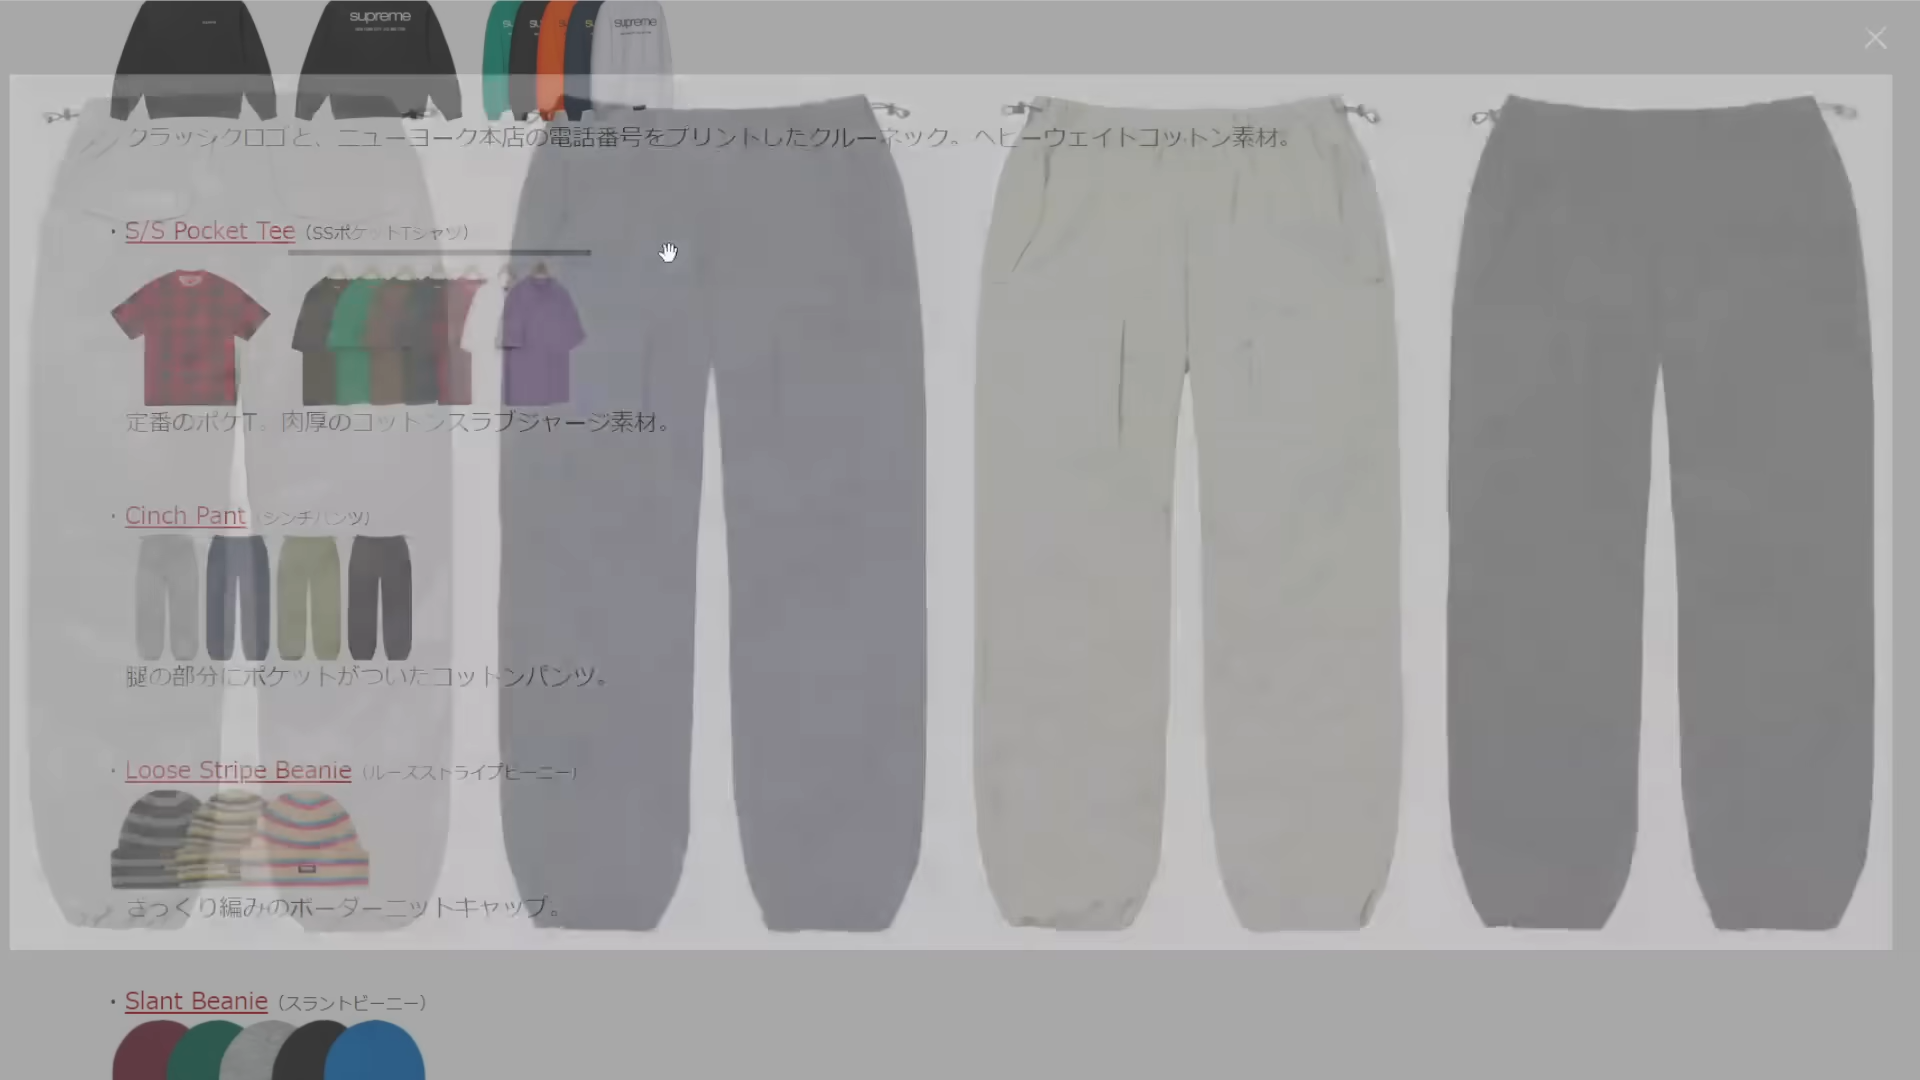 supreme
supreme
クラッシクロゴと、ニューヨーク本店の電話番号をプリントしたクルーネック。ヘビーウェイトコットン素材。
・S/S Pocket Tee（SSポケットTシャツ）
定番のポケT。肉厚のコットンスラブジャージ素材。
・Cinch Pant（シンチパンツ）
腿の部分にポケットがついたコットンパンツ。
・Loose Stripe Beanie（ルーズストライプビーニー）
さっくり編みのボーダーニットキャップ。
・Slant Beanie（スラントビーニー）